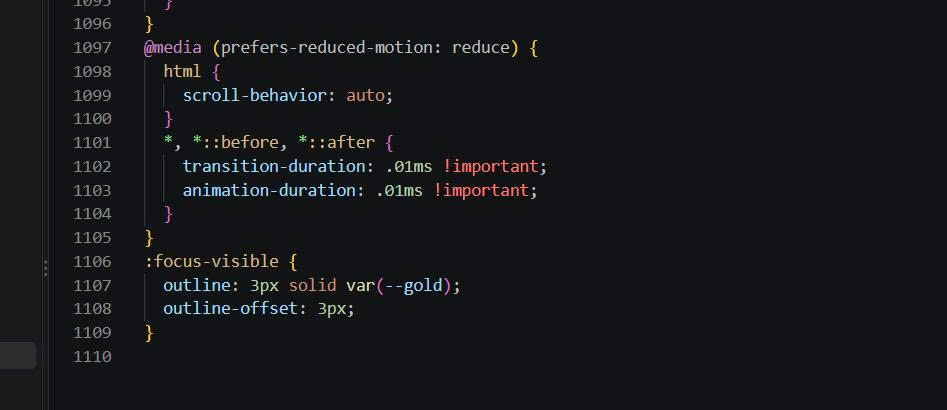 1095 }
1096 }
1097 @media (prefers-reduced-motion: reduce) {
1098 html {
1099 scroll-behavior: auto;
1100 }
1101 *, *::before, *::after {
1102 transition-duration: .01ms !important;
1103 animation-duration: .01ms !important;
1104 }
1105 }
1106 :focus-visible {
1107 outline: 3px solid var(--gold);
1108 outline-offset: 3px;
1109 }
1110